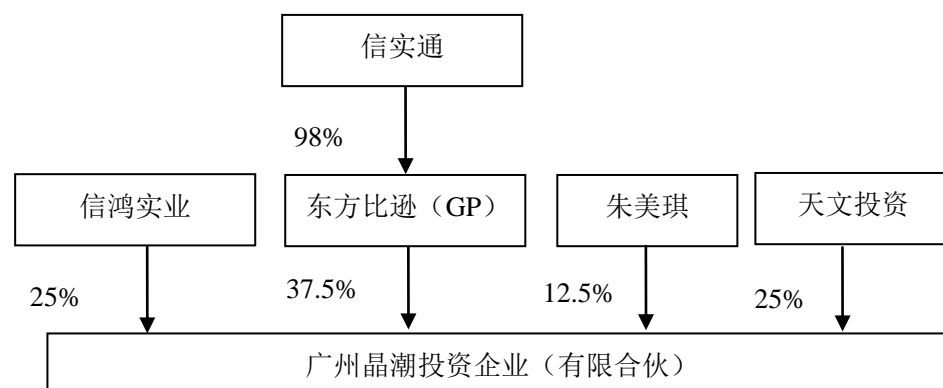 信实通
98%
信鸿实业
东方比逊（GP）
朱美琪
天文投资
25%
37.5%
12.5%
25%
广州晶潮投资企业（有限合伙）